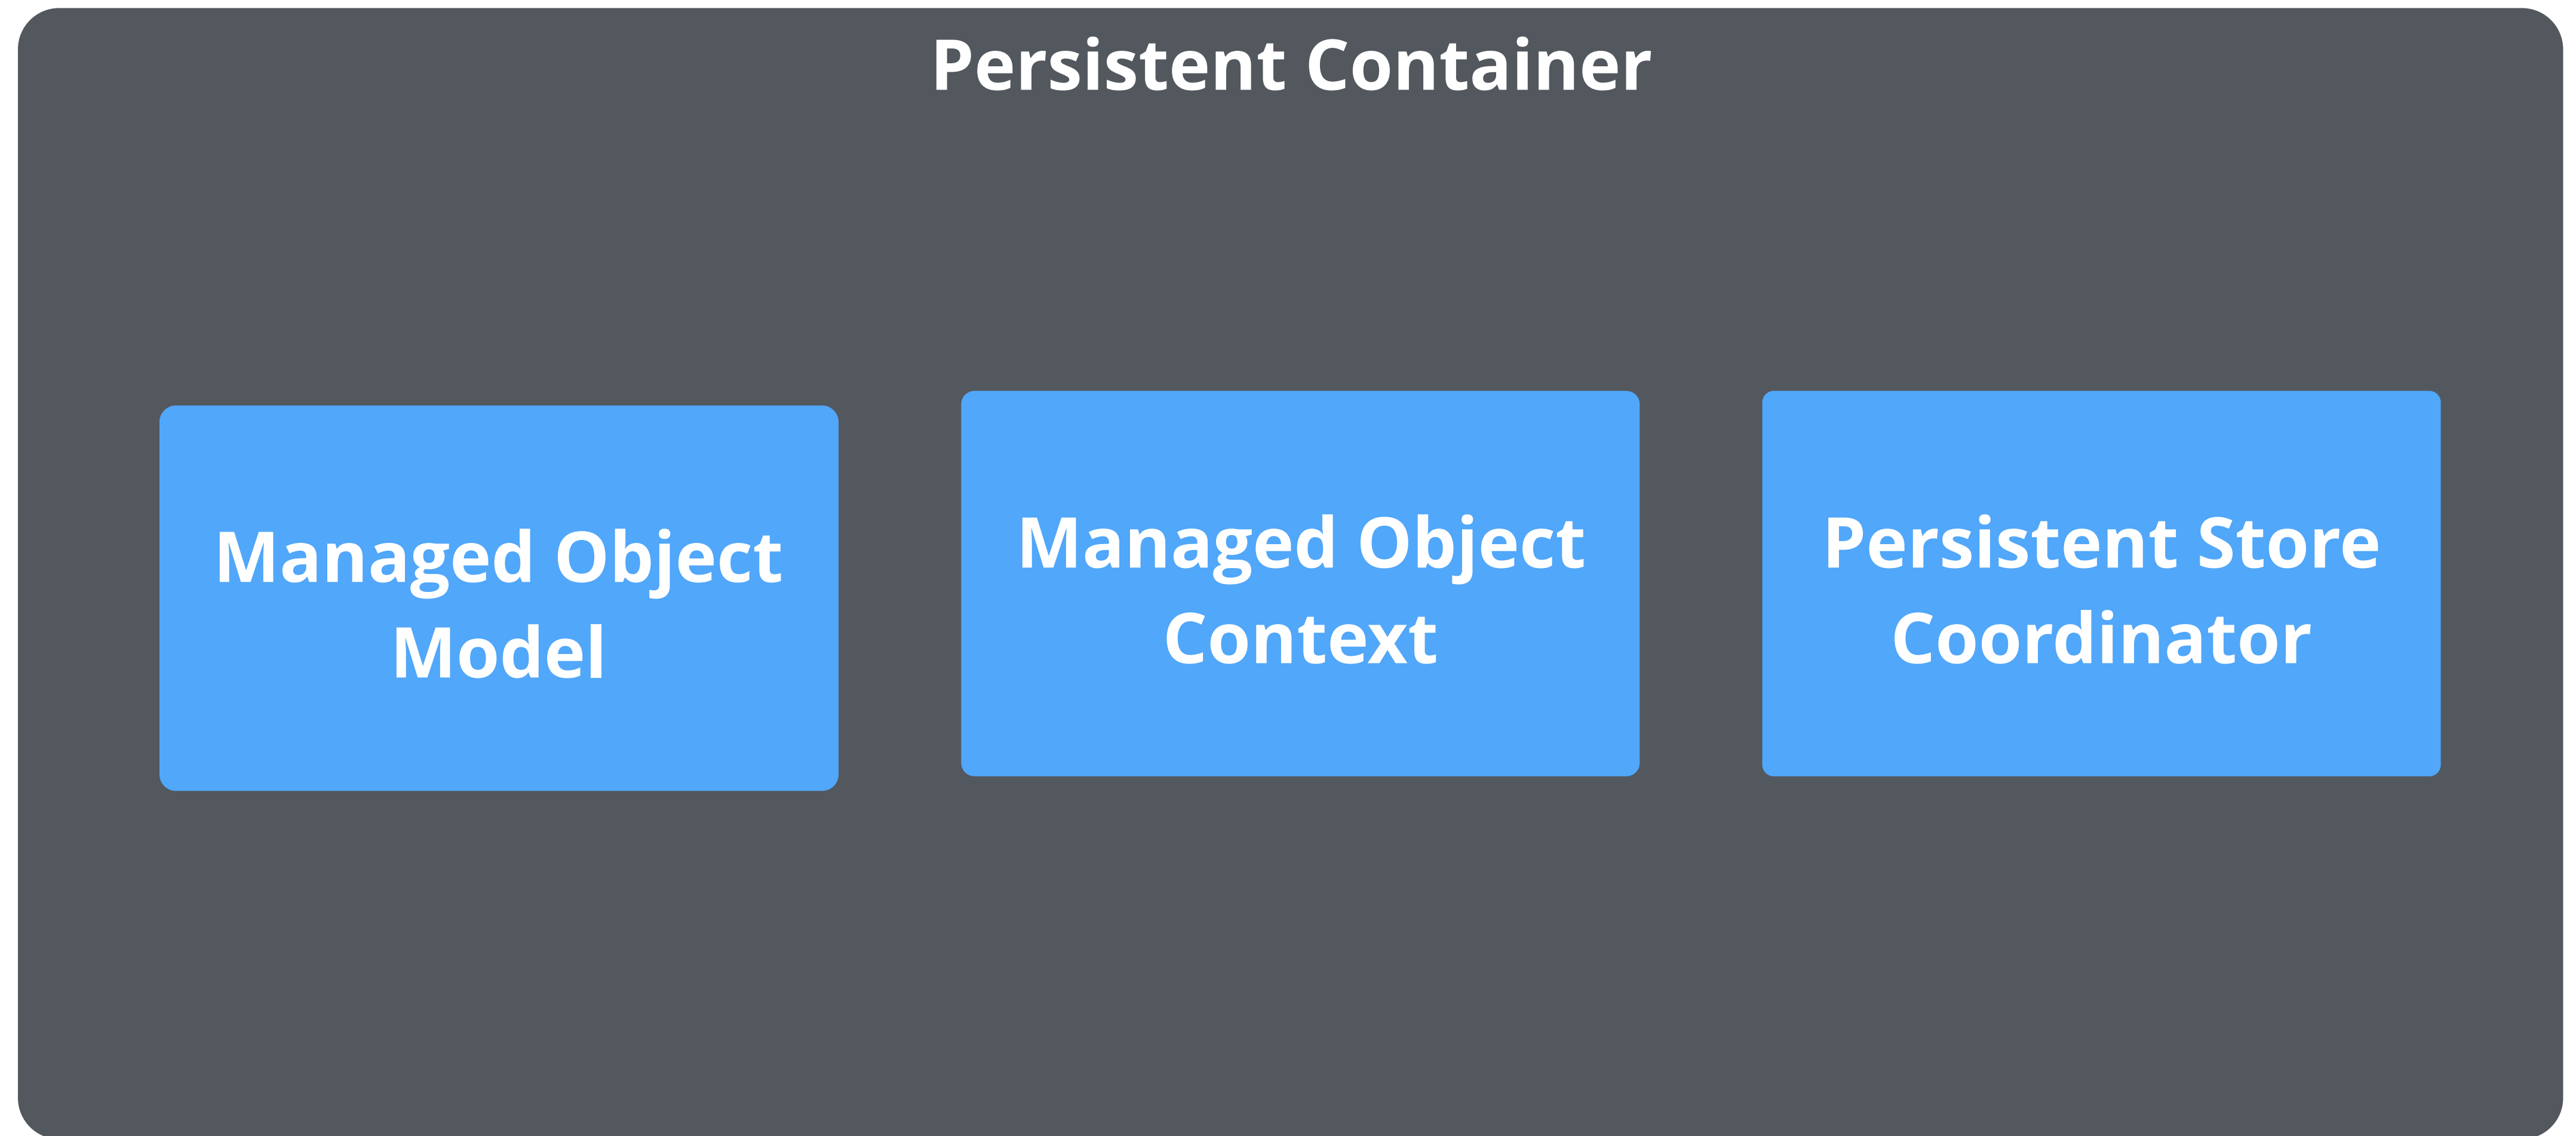 Persistent Container
Managed Object
Model
Managed Object
Context
Persistent Store
Coordinator